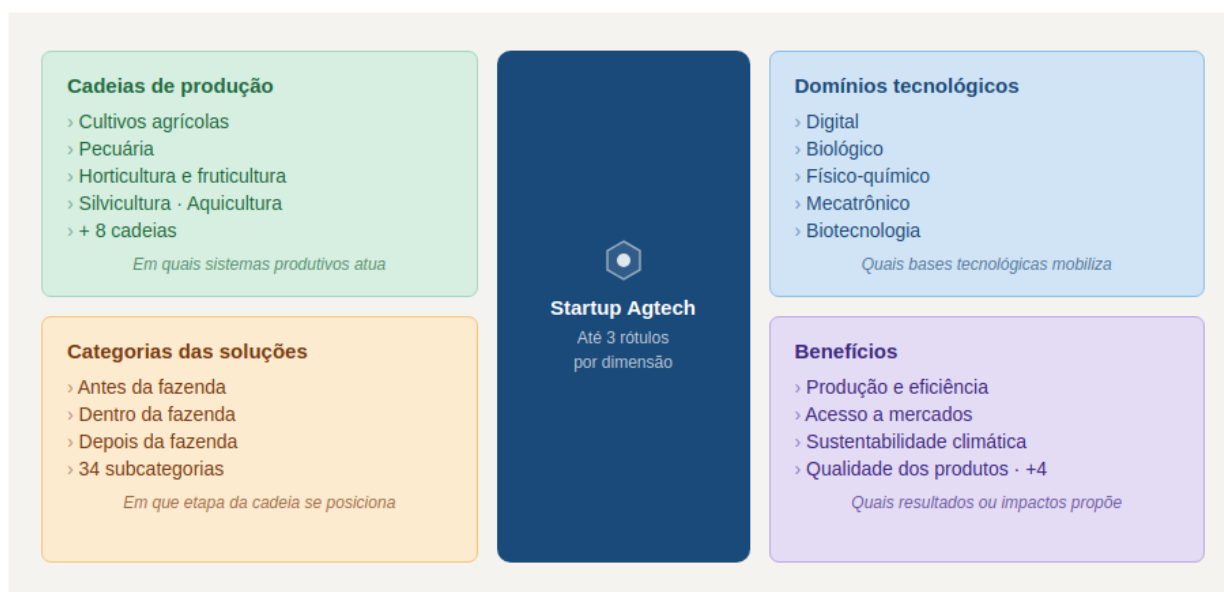 Cadeias de produção
› Cultivos agrícolas
› Pecuária
› Horticultura e fruticultura
› Silvicultura · Aquicultura
› + 8 cadeias
Em quais sistemas produtivos atua
Categorias das soluções
› Antes da fazenda
› Dentro da fazenda
› Depois da fazenda
› 34 subcategorias
Em que etapa da cadeia se posiciona
Startup Agtech
Até 3 rótulos
por dimensão
Domínios tecnológicos
› Digital
› Biológico
› Físico-químico
› Mecatrônico
› Biotecnologia
Quais bases tecnológicas mobiliza
Benefícios
› Produção e eficiência
› Acesso a mercados
› Sustentabilidade climática
› Qualidade dos produtos · +4
Quais resultados ou impactos propõe